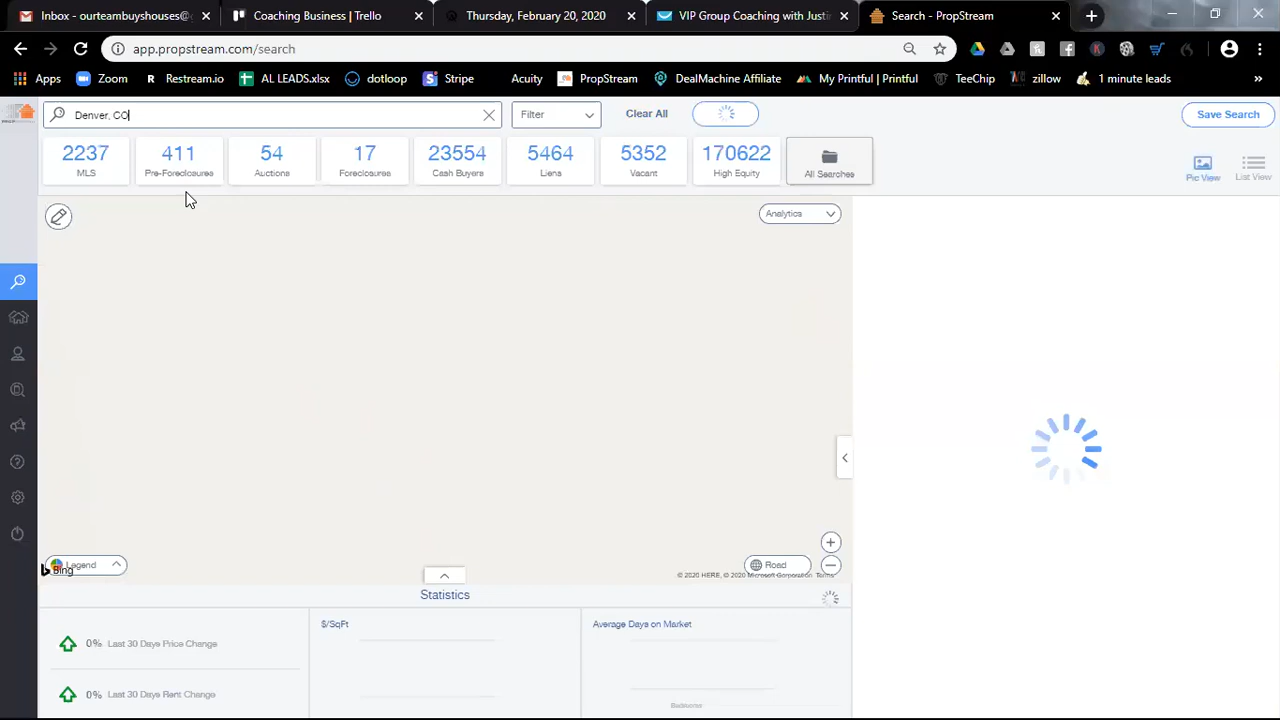 Inbox - ourteambuyshouses@g
Coaching Business | Trello
Thursday, February 20, 2020
VIP Group Coaching with Justin
Search - PropStream
app.propstream.com/search
Apps
Zoom
R Restream.io
AL LEADS.xlsx
dotloop
Stripe
Acuity
PropStream
DealMachine Affiliate
My Printful | Printful
TeeChip
zillow
1 minute leads
»
Denver, CO
Filter
Clear All
Save Search
2237
MLS
411
Pre-Foreclosures
54
Auctions
17
Foreclosures
23554
Cash Buyers
5464
Liens
5352
Vacant
170622
High Equity
All Searches
Pic View
List View
Analytics
Legend
Bing
Road
© 2020 HERE, © 2020 Microsoft Corporation Terms
Statistics
0% Last 30 Days Price Change
0% Last 30 Days Rent Change
$/SqFt
Average Days on Market